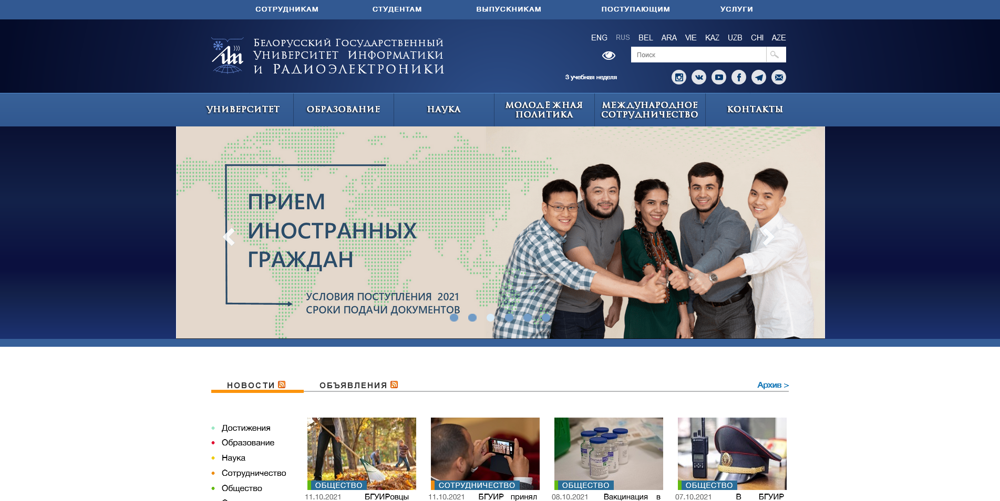 СОТРУДНИКАМ СТУДЕНТАМ ВЫПУСКНИКАМ ПОСТУПАЮЩИМ УСЛУГИ
Белорусский Государственный
Университет Информатики
и Радиоэлектроники
ENG RUS BEL ARA VIE KAZ UZB CHI AZE
Поиск
3 учебная неделя
УНИВЕРСИТЕТ
ОБРАЗОВАНИЕ
НАУКА
МОЛОДЁЖНАЯ
ПОЛИТИКА
МЕЖДУНАРОДНОЕ
СОТРУДНИЧЕСТВО
КОНТАКТЫ
ПРИЕМ
ИНОСТРАННЫХ
ГРАЖДАН
УСЛОВИЯ ПОСТУПЛЕНИЯ 2021
СРОКИ ПОДАЧИ ДОКУМЕНТОВ
НОВОСТИ ОБЪЯВЛЕНИЯ Архив >
Достижения
Образование
Наука
Сотрудничество
Общество
ОБЩЕСТВО
11.10.2021 БГУИРовцы
СОТРУДНИЧЕСТВО
11.10.2021 БГУИР принял
ОБЩЕСТВО
08.10.2021 Вакцинация в
ОБЩЕСТВО
07.10.2021 В БГУИР